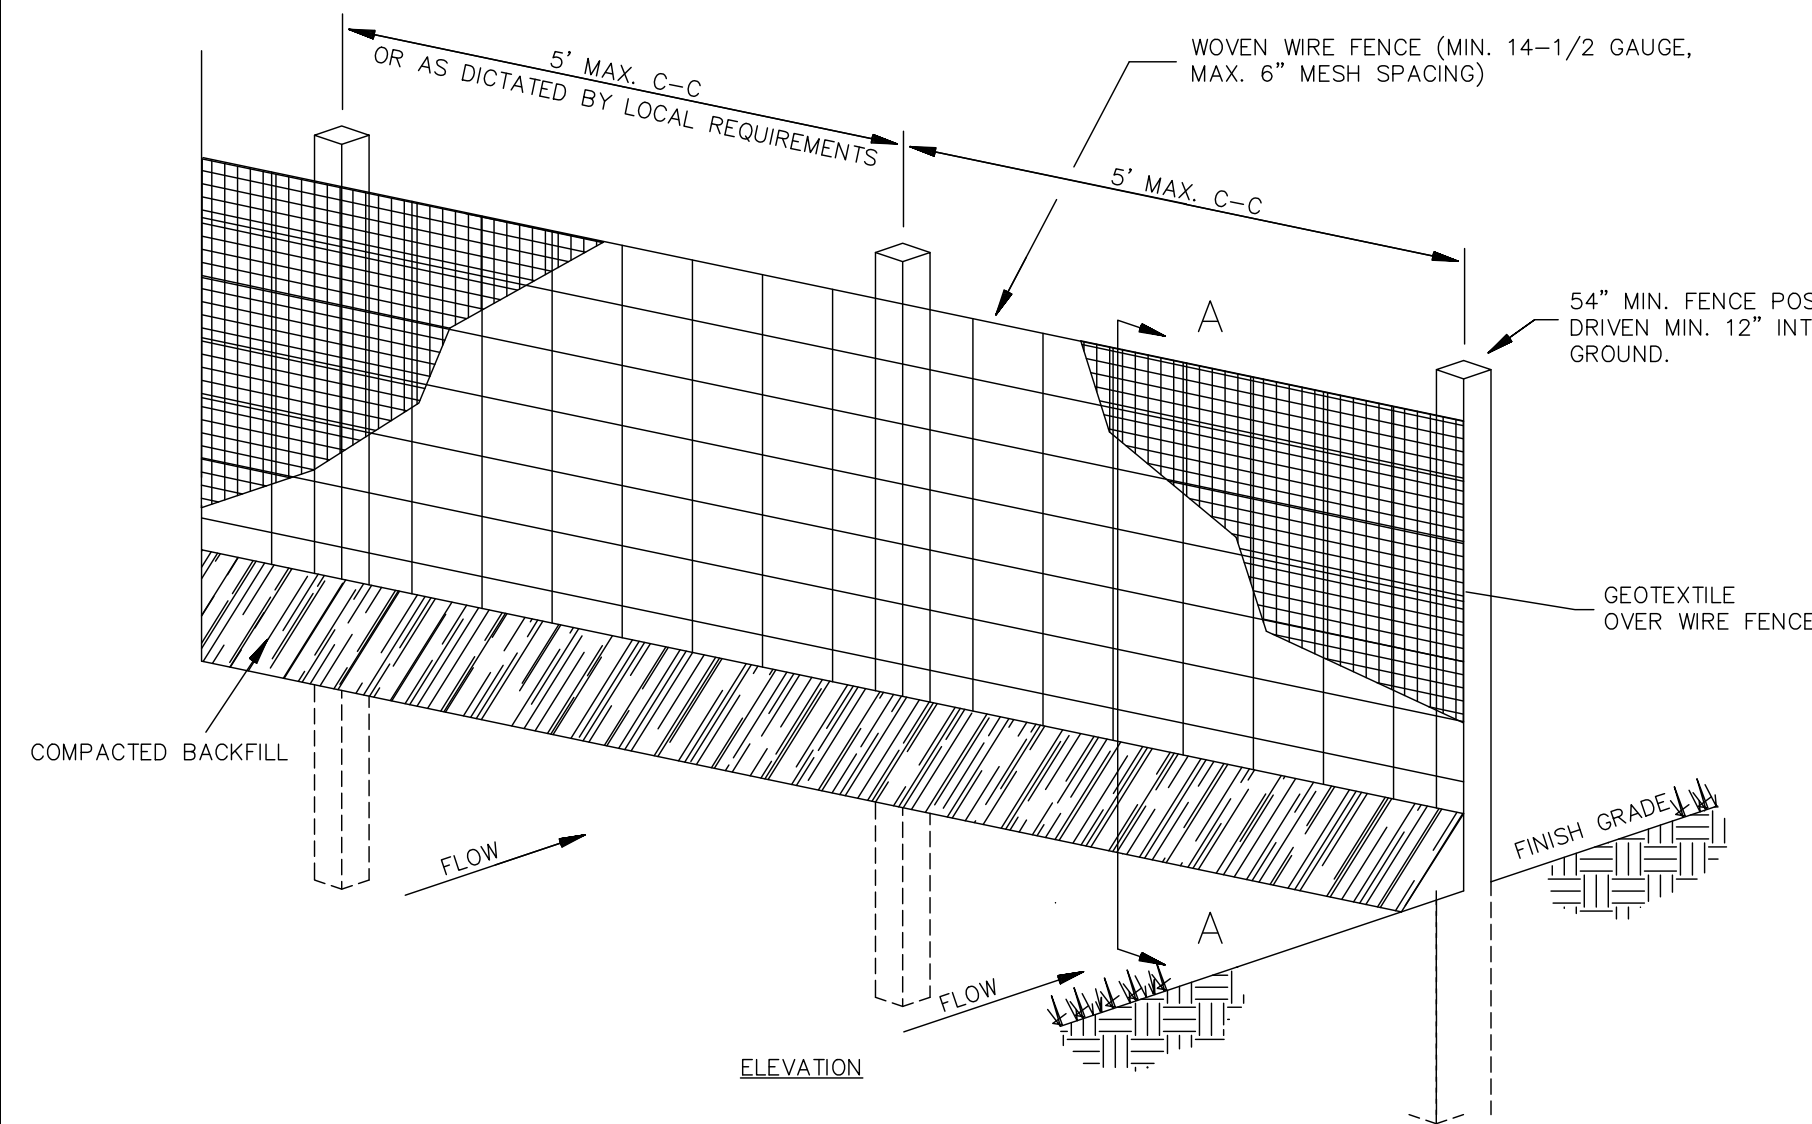 5' MAX. C-C
OR AS DICTATED BY LOCAL REQUIREMENTS
WOVEN WIRE FENCE (MIN. 14-1/2 GAUGE,
MAX. 6" MESH SPACING)
5' MAX. C-C
A
54" MIN. FENCE
DRIVEN MIN. 12"
GROUND.
GEOTEXTILE
OVER WIRE FENCE
COMPACTED BACKFILL
FINISH GRADE
FLOW
A
FLOW
ELEVATION